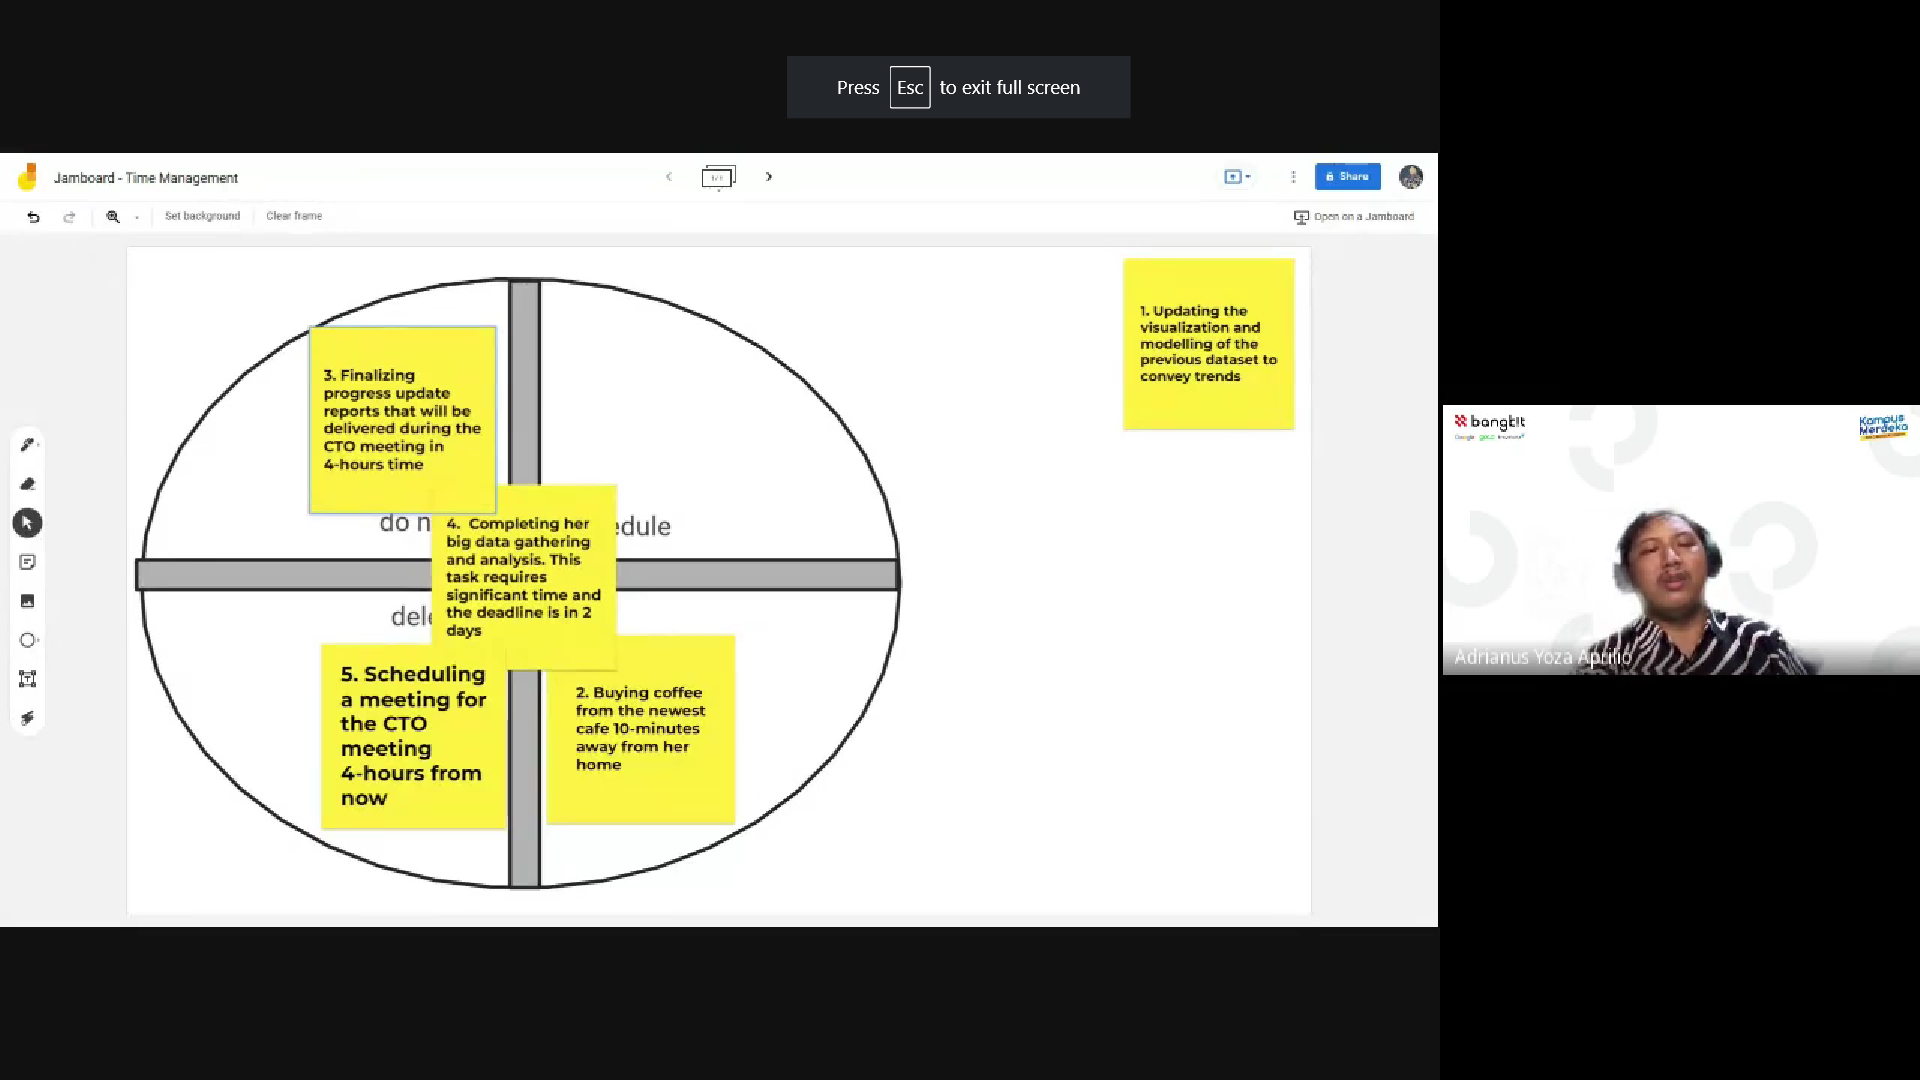 Press Esc to exit full screen
Jamboard - Time Management
1/1
Share
Set background
Clear frame
Open on a Jamboard
1. Updating the
visualization and
modelling of the
previous dataset to
convey trends
3. Finalizing
progress update
reports that will be
delivered during the
CTO meeting in
4-hours time
do n
edule
4. Completing her
big data gathering
and analysis. This
task requires
significant time and
the deadline is in 2
days
dele
5. Scheduling
a meeting for
the CTO
meeting
4-hours from
now
2. Buying coffee
from the newest
cafe 10-minutes
away from her
home
bangkit
Kampus
Merdeka
Adrianus Yoza Aprilio